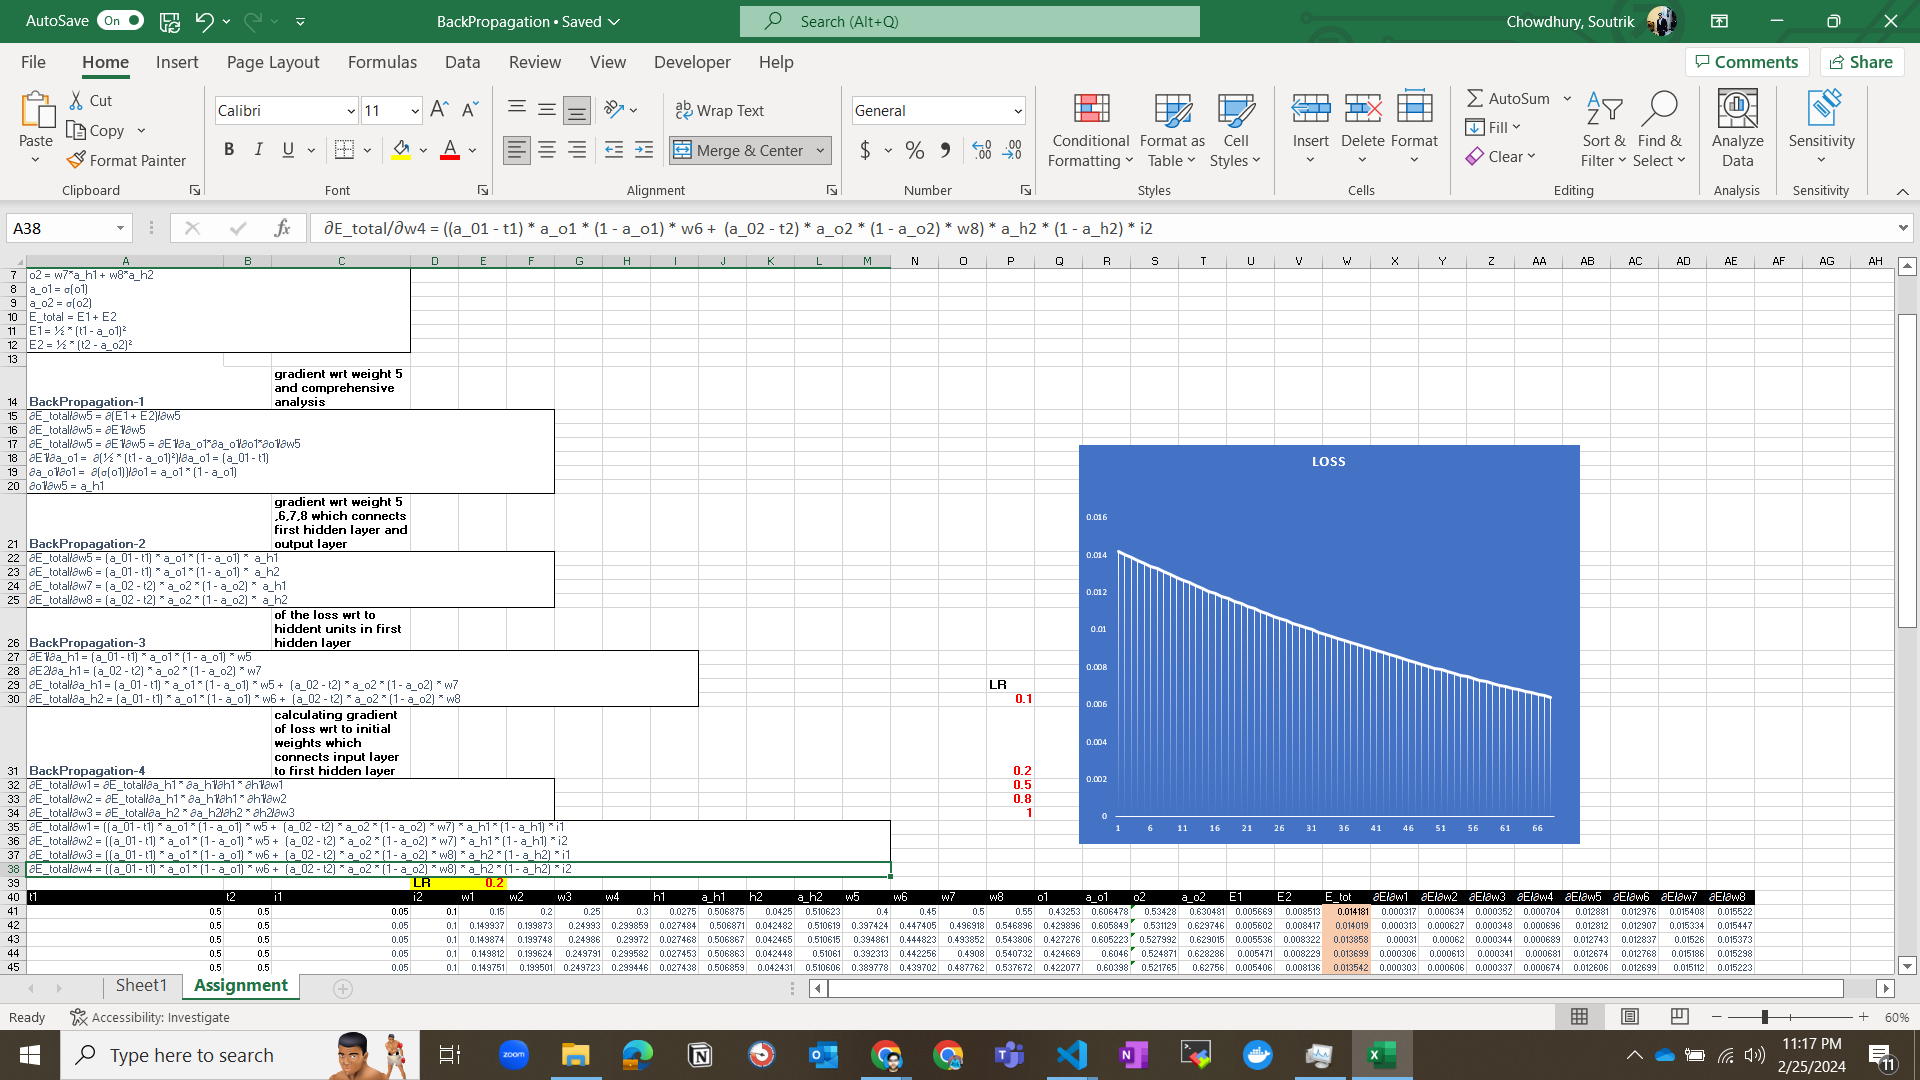 AutoSave On BackPropagation • Saved Search (Alt+Q) Chowdhury, Soutrik
File Home Insert Page Layout Formulas Data Review View Developer Help Comments Share
Paste Cut Copy Format Painter Clipboard
Calibri 11 A A B I U A Font
Wrap Text Merge & Center Alignment
General $ % Number
Conditional Formatting Format as Table Cell Styles Styles
Insert Delete Format Cells
AutoSum Fill Clear Sort & Filter Find & Select Editing
Analyze Data Analysis
Sensitivity Sensitivity
A38 fx ∂E_total/∂w4 = ((a_01 - t1) * a_o1 * (1 - a_o1) * w6 +  (a_02 - t2) * a_o2 * (1 - a_o2) * w8) * a_h2 * (1 - a_h2) * i2
A B C D E F G H I J K L M N O P Q R S T U V W X Y Z AA AB AC AD AE AF AG AH
7 o2 = w7*a_h1 + w8*a_h2
8 a_o1 = σ(o1)
9 a_o2 = σ(o2)
10 E_total = E1 + E2
11 E1 = ½ * (t1 - a_o1)²
12 E2 = ½ * (t2 - a_o2)²
13
14 BackPropagation-1 gradient wrt weight 5 and comprehensive analysis
15 ∂E_total/∂w5 = ∂(E1 + E2)/∂w5
16 ∂E_total/∂w5 = ∂E1/∂w5
17 ∂E_total/∂w5 = ∂E1/∂w5 = ∂E1/∂a_o1*∂a_o1/∂o1*∂o1/∂w5
18 ∂E1/∂a_o1 =  ∂(½ * (t1 - a_o1)²)/∂a_o1 = (a_01 - t1)
19 ∂a_o1/∂o1 =  ∂(σ(o1))/∂o1 = a_o1 * (1 - a_o1)
20 ∂o1/∂w5 = a_h1
21 BackPropagation-2 gradient wrt weight 5 ,6,7,8 which connects first hidden layer and output layer
22 ∂E_total/∂w5 = (a_01 - t1) * a_o1 * (1 - a_o1) *  a_h1
23 ∂E_total/∂w6 = (a_01 - t1) * a_o1 * (1 - a_o1) *  a_h2
24 ∂E_total/∂w7 = (a_02 - t2) * a_o2 * (1 - a_o2) *  a_h1
25 ∂E_total/∂w8 = (a_02 - t2) * a_o2 * (1 - a_o2) *  a_h2
26 BackPropagation-3 of the loss wrt to hiddent units in first hidden layer
27 ∂E1/∂a_h1 = (a_01 - t1) * a_o1 * (1 - a_o1) * w5
28 ∂E2/∂a_h1 = (a_02 - t2) * a_o2 * (1 - a_o2) * w7
29 ∂E_total/∂a_h1 = (a_01 - t1) * a_o1 * (1 - a_o1) * w5 +  (a_02 - t2) * a_o2 * (1 - a_o2) * w7 LR
30 ∂E_total/∂a_h2 = (a_01 - t1) * a_o1 * (1 - a_o1) * w6 +  (a_02 - t2) * a_o2 * (1 - a_o2) * w8 0.1
31 BackPropagation-4 calculating gradient of loss wrt to initial weights which connects input layer to first hidden layer 0.2
32 ∂E_total/∂w1 = ∂E_total/∂a_h1 * ∂a_h1/∂h1 * ∂h1/∂w1 0.5
33 ∂E_total/∂w2 = ∂E_total/∂a_h1 * ∂a_h1/∂h1 * ∂h1/∂w2 0.8
34 ∂E_total/∂w3 = ∂E_total/∂a_h2 * ∂a_h2/∂h2 * ∂h2/∂w3 1
35 ∂E_total/∂w1 = ((a_01 - t1) * a_o1 * (1 - a_o1) * w5 +  (a_02 - t2) * a_o2 * (1 - a_o2) * w7) * a_h1 * (1 - a_h1) * i1
36 ∂E_total/∂w2 = ((a_01 - t1) * a_o1 * (1 - a_o1) * w5 +  (a_02 - t2) * a_o2 * (1 - a_o2) * w7) * a_h1 * (1 - a_h1) * i2
37 ∂E_total/∂w3 = ((a_01 - t1) * a_o1 * (1 - a_o1) * w6 +  (a_02 - t2) * a_o2 * (1 - a_o2) * w8) * a_h2 * (1 - a_h2) * i1
38 ∂E_total/∂w4 = ((a_01 - t1) * a_o1 * (1 - a_o1) * w6 +  (a_02 - t2) * a_o2 * (1 - a_o2) * w8) * a_h2 * (1 - a_h2) * i2
39 LR 0.2
LOSS
0.016
0.014
0.012
0.01
0.008
0.006
0.004
0.002
0
1 6 11 16 21 26 31 36 41 46 51 56 61 66
40 t1 t2 i1 i2 w1 w2 w3 w4 h1 a_h1 h2 a_h2 w5 w6 w7 w8 o1 a_o1 o2 a_o2 E1 E2 E_tot ∂E/∂w1 ∂E/∂w2 ∂E/∂w3 ∂E/∂w4 ∂E/∂w5 ∂E/∂w6 ∂E/∂w7 ∂E/∂w8
41 0.5 0.5 0.05 0.1 0.15 0.2 0.25 0.3 0.0275 0.506875 0.0425 0.510623 0.4 0.45 0.5 0.55 0.43253 0.606478 0.53428 0.630481 0.005669 0.008513 0.014181 0.000317 0.000634 0.000352 0.000704 0.012881 0.012976 0.015408 0.015522
42 0.5 0.5 0.05 0.1 0.149937 0.199873 0.24993 0.299859 0.027484 0.506871 0.042482 0.510619 0.397424 0.447405 0.496918 0.546896 0.429896 0.605849 0.531129 0.629746 0.005602 0.008417 0.014019 0.000313 0.000627 0.000348 0.000696 0.012812 0.012907 0.015334 0.015447
43 0.5 0.5 0.05 0.1 0.149874 0.199748 0.24986 0.29972 0.027468 0.506867 0.042465 0.510615 0.394861 0.444823 0.493852 0.543806 0.427276 0.605223 0.527992 0.629015 0.005536 0.008322 0.013858 0.00031 0.00062 0.000344 0.000689 0.012743 0.012837 0.01526 0.015373
44 0.5 0.5 0.05 0.1 0.149812 0.199624 0.249791 0.299582 0.027453 0.506863 0.042448 0.51061 0.392313 0.442256 0.4908 0.540732 0.424669 0.6046 0.524871 0.628286 0.005471 0.008229 0.013699 0.000306 0.000613 0.000341 0.000681 0.012674 0.012768 0.015186 0.015298
45 0.5 0.5 0.05 0.1 0.149751 0.199501 0.249723 0.299446 0.027438 0.506859 0.042431 0.510606 0.389778 0.439702 0.487762 0.537672 0.422077 0.60398 0.521765 0.62756 0.005406 0.008136 0.013542 0.000303 0.000606 0.000337 0.000674 0.012606 0.012699 0.015112 0.015223
Sheet1 Assignment
Ready Accessibility: Investigate 60%
Type here to search zoom 11:17 PM
2/25/2024 11